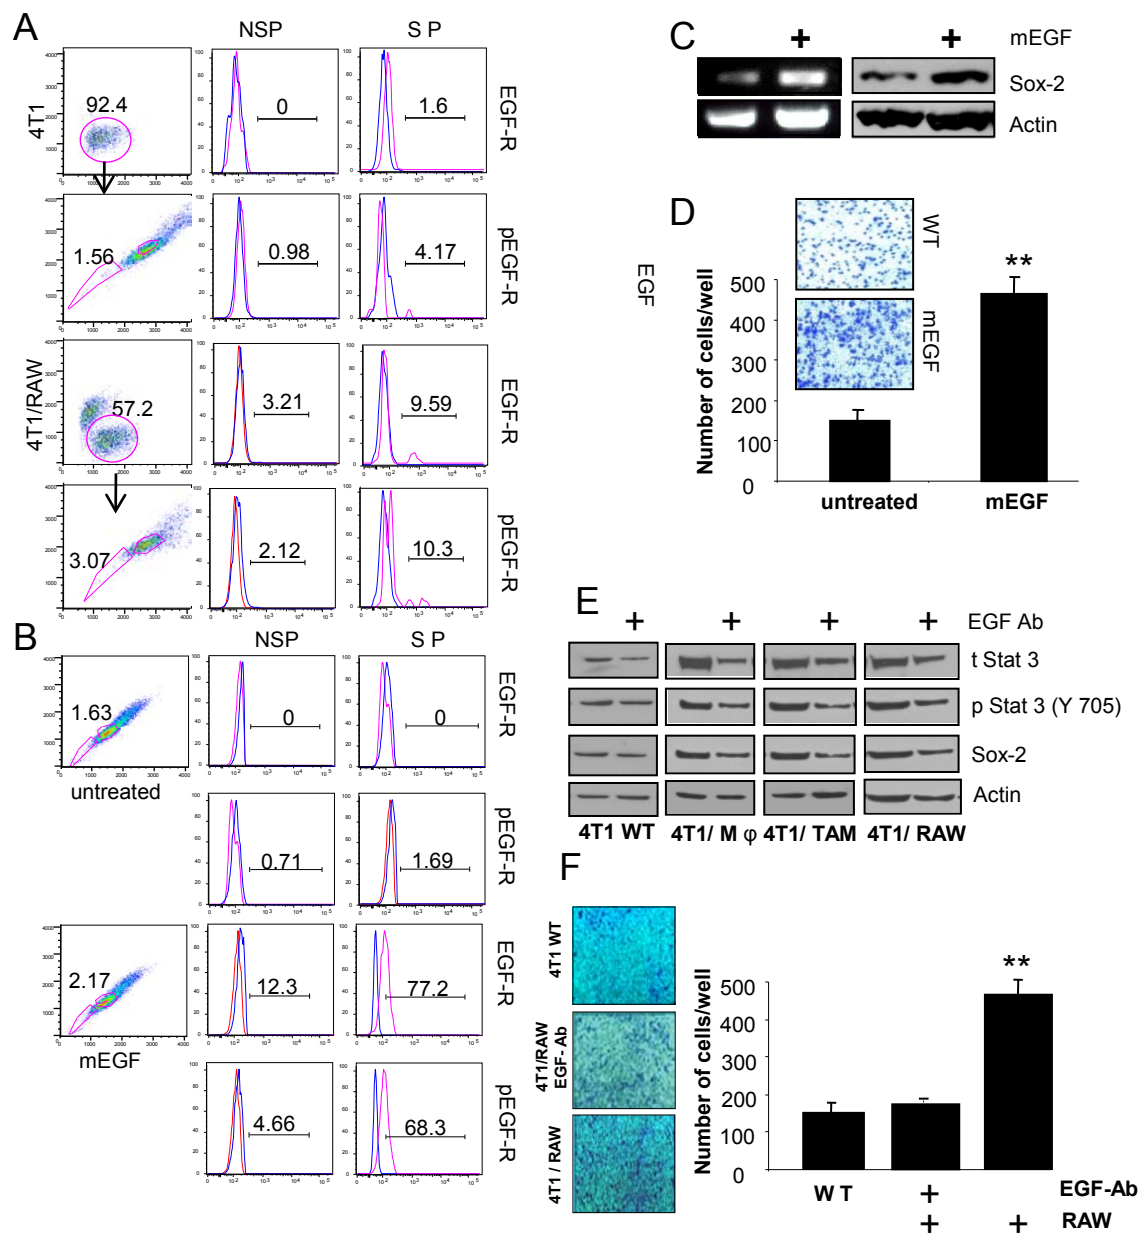 A
NSP
S P
4T1
92.4
0
1.6
EGF-R
1.56
0.98
4.17
pEGF-R
4T1/RAW
57.2
3.21
9.59
EGF-R
3.07
2.12
10.3
pEGF-R
B
NSP
S P
1.63
untreated
0
0
EGF-R
0.71
1.69
pEGF-R
2.17
mEGF
12.3
77.2
EGF-R
4.66
68.3
pEGF-R
C
+ + mEGF
Sox-2
Actin
D
EGF
WT
mEGF
**
Number of cells/well
500
400
300
200
100
0
untreated mEGF
E
+ + + + EGF Ab
t Stat 3
p Stat 3 (Y 705)
Sox-2
Actin
4T1 WT 4T1/ M φ 4T1/ TAM 4T1/ RAW
F
4T1 WT
4T1/RAW
EGF-Ab
4T1 / RAW
**
Number of cells/well
500
400
200
100
0
W T + EGF-Ab
+ + RAW